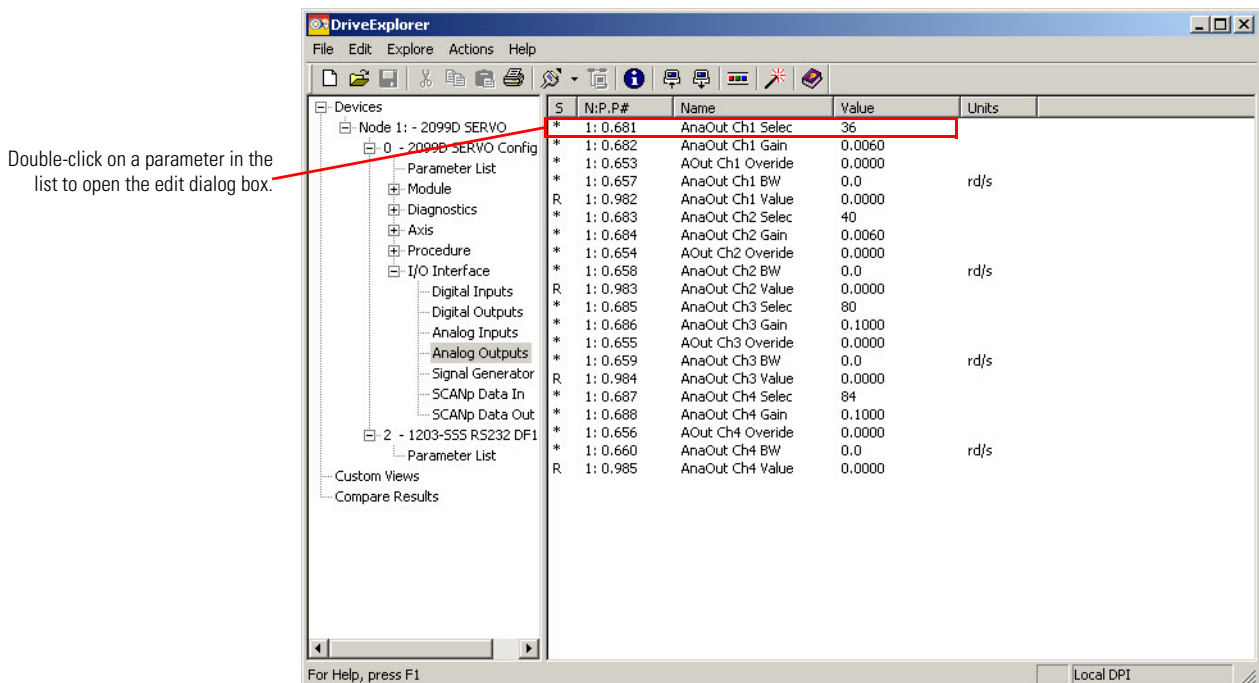 DriveExplorer
File Edit Explore Actions Help
Double-click on a parameter in the
list to open the edit dialog box.
Devices
Node 1: - 2099D SERVO
0 - 2099D SERVO Config
Parameter List
Module
Diagnostics
Axis
Procedure
I/O Interface
Digital Inputs
Digital Outputs
Analog Inputs
Analog Outputs
Signal Generator
SCANp Data In
SCANp Data Out
2 - 1203-SSS RS232 DF1
Parameter List
Custom Views
Compare Results
S N:P.P# Name Value Units
* 1: 0.681 AnaOut Ch1 Selec 36
* 1: 0.682 AnaOut Ch1 Gain 0.0060
* 1: 0.653 AOut Ch1 Overide 0.0000
* 1: 0.657 AnaOut Ch1 BW 0.0 rd/s
R 1: 0.982 AnaOut Ch1 Value 0.0000
* 1: 0.683 AnaOut Ch2 Selec 40
* 1: 0.684 AnaOut Ch2 Gain 0.0060
* 1: 0.654 AOut Ch2 Overide 0.0000
* 1: 0.658 AnaOut Ch2 BW 0.0 rd/s
R 1: 0.983 AnaOut Ch2 Value 0.0000
* 1: 0.685 AnaOut Ch3 Selec 80
* 1: 0.686 AnaOut Ch3 Gain 0.1000
* 1: 0.655 AOut Ch3 Overide 0.0000
* 1: 0.659 AnaOut Ch3 BW 0.0 rd/s
R 1: 0.984 AnaOut Ch3 Value 0.0000
* 1: 0.687 AnaOut Ch4 Selec 84
* 1: 0.688 AnaOut Ch4 Gain 0.1000
* 1: 0.656 AOut Ch4 Overide 0.0000
* 1: 0.660 AnaOut Ch4 BW 0.0 rd/s
R 1: 0.985 AnaOut Ch4 Value 0.0000
For Help, press F1
Local DPI